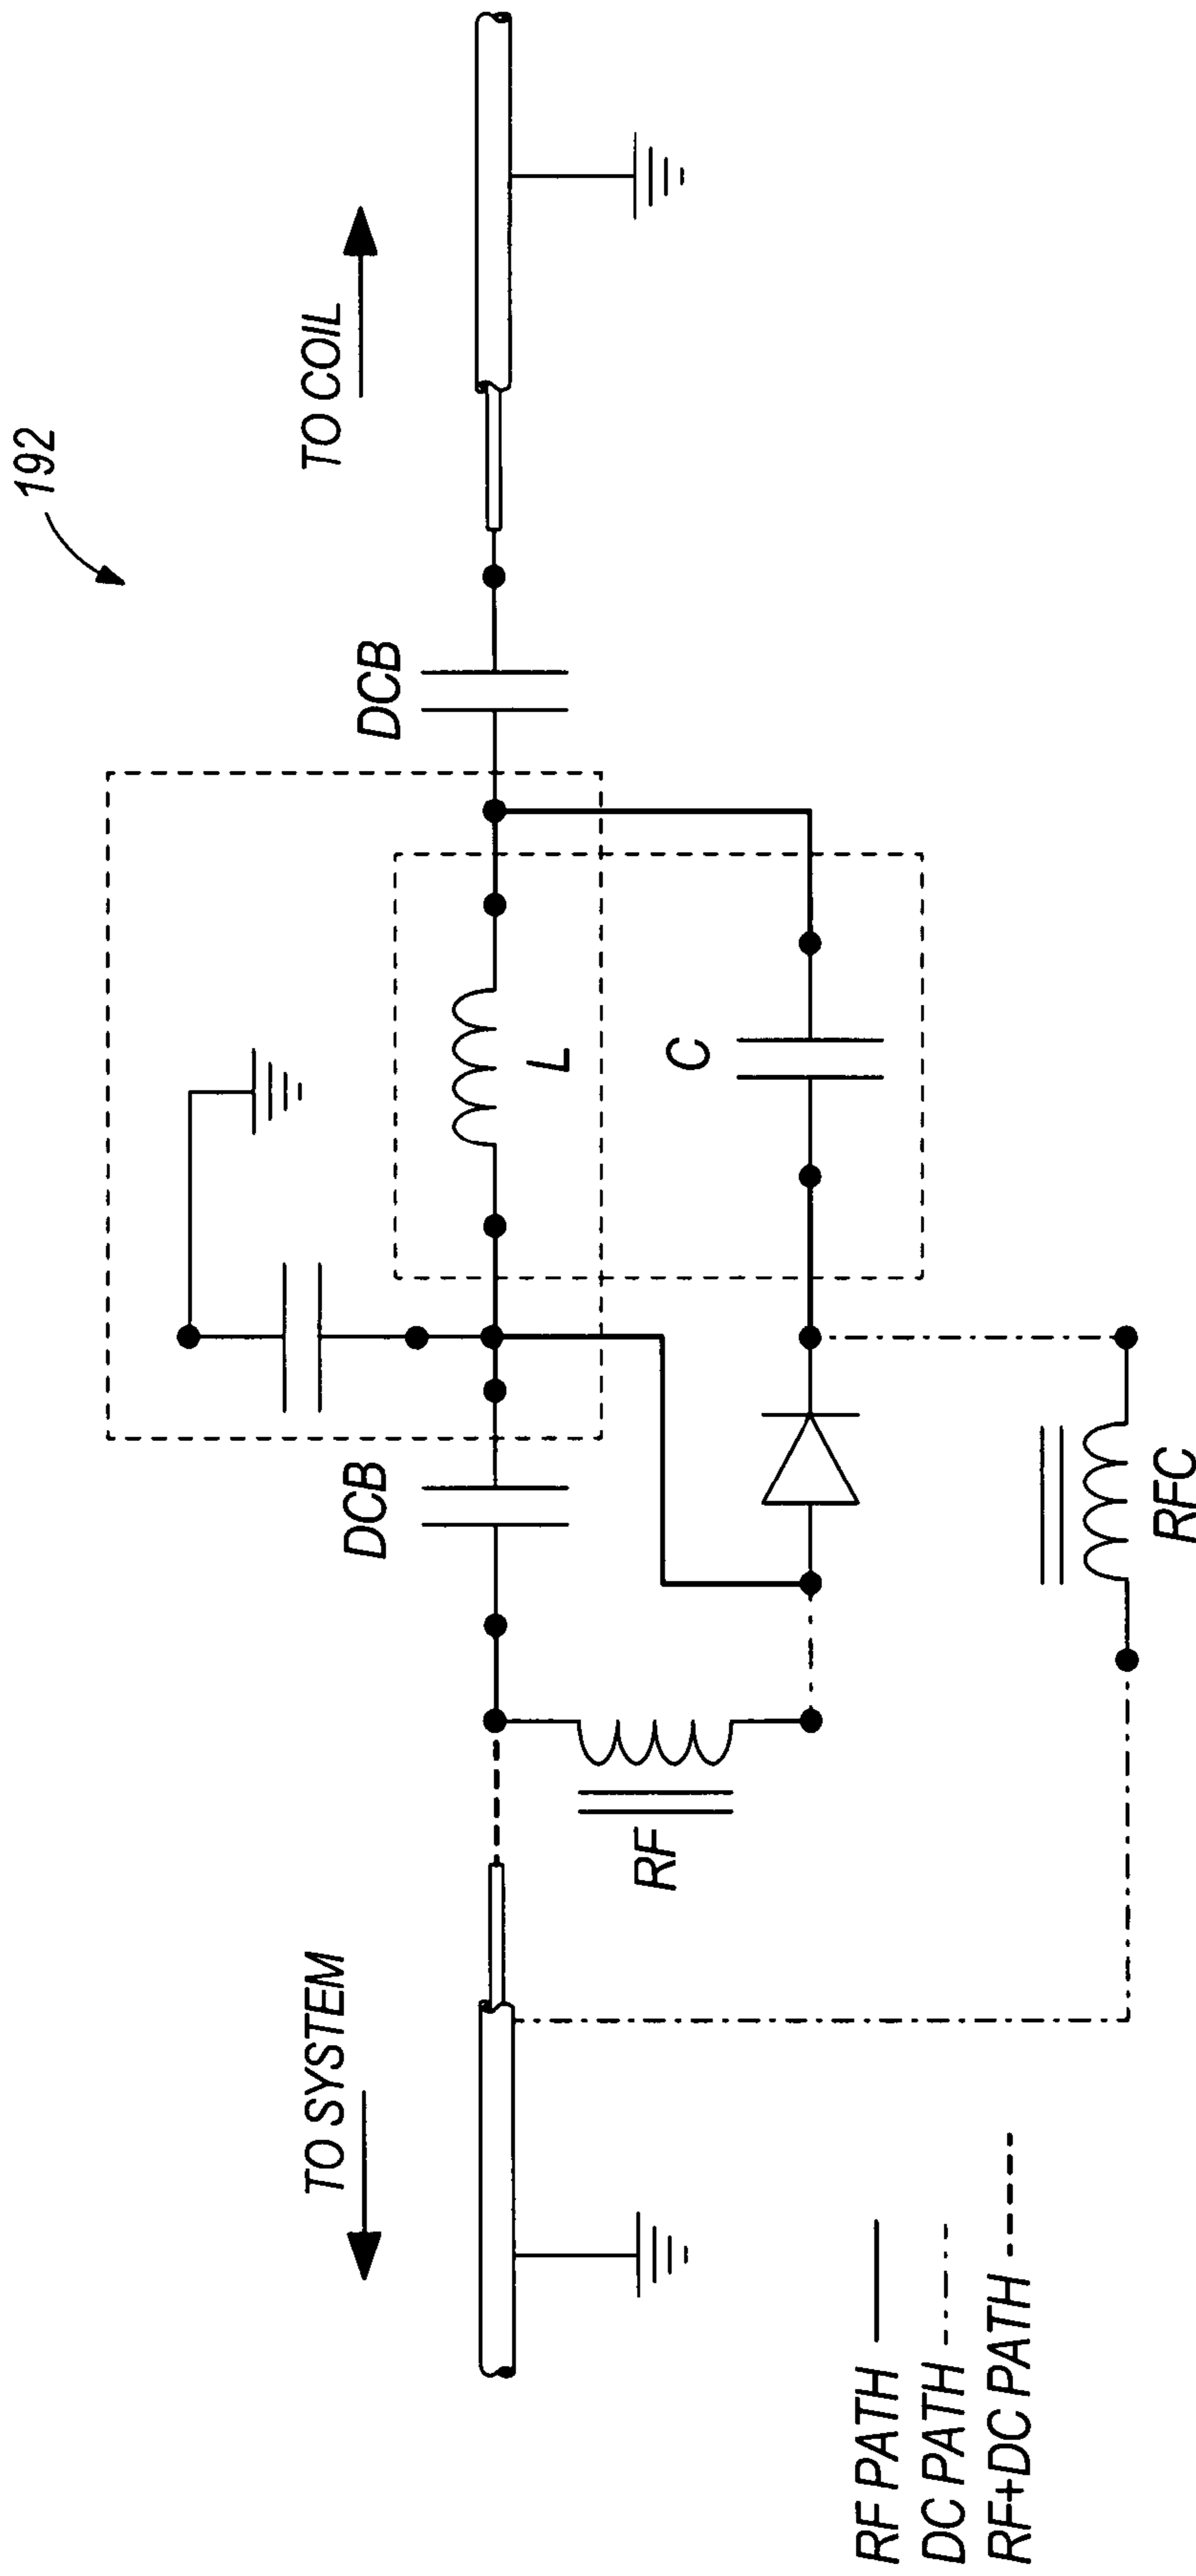 192
TO COIL
DCB
L
C
DCB
RF
RFC
TO SYSTEM
RF PATH
DC PATH
RF+DC PATH